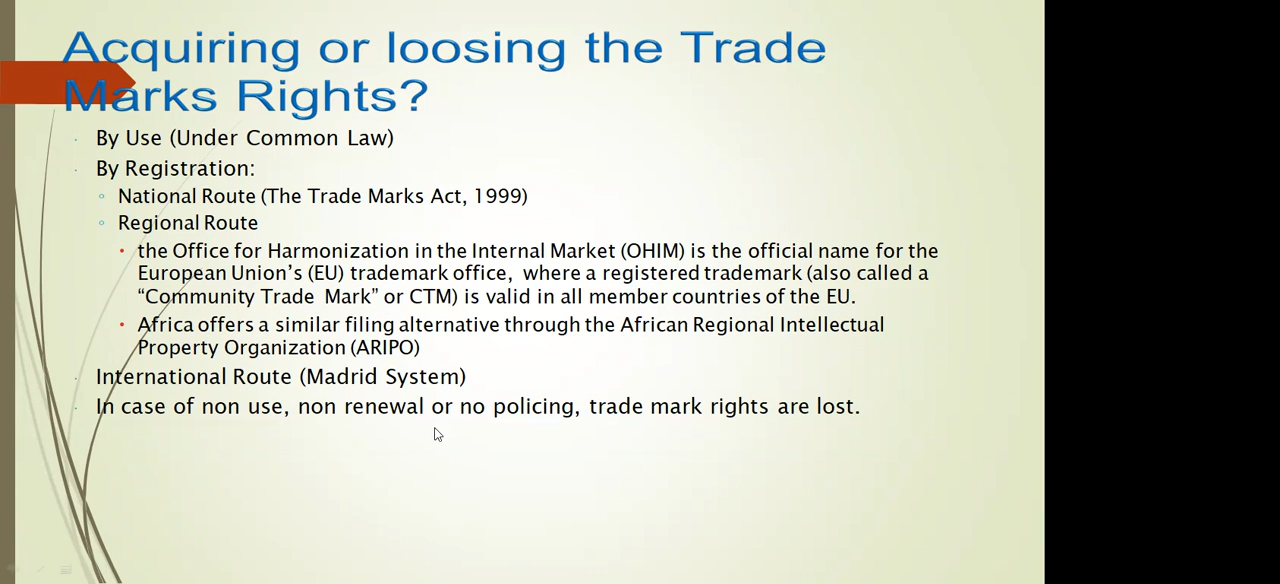 Acquiring or loosing the Trade
Marks Rights?
By Use (Under Common Law)
By Registration:
National Route (The Trade Marks Act, 1999)
Regional Route
the Office for Harmonization in the Internal Market (OHIM) is the official name for the
European Union’s (EU) trademark office, where a registered trademark (also called a
“Community Trade Mark” or CTM) is valid in all member countries of the EU.
Africa offers a similar filing alternative through the African Regional Intellectual
Property Organization (ARIPO)
International Route (Madrid System)
In case of non use, non renewal or no policing, trade mark rights are lost.